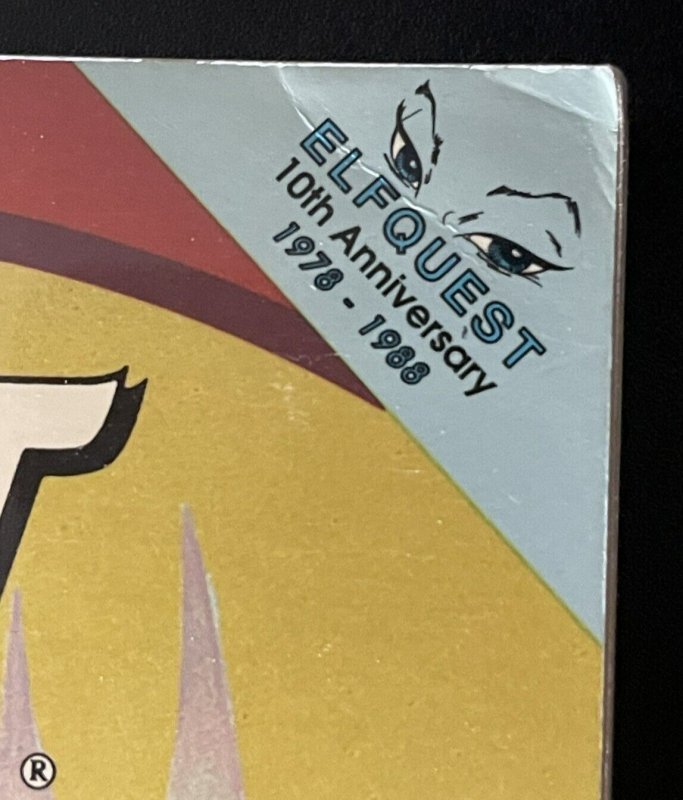 ELFQUEST
10th Anniversary
1978 - 1988
T
®